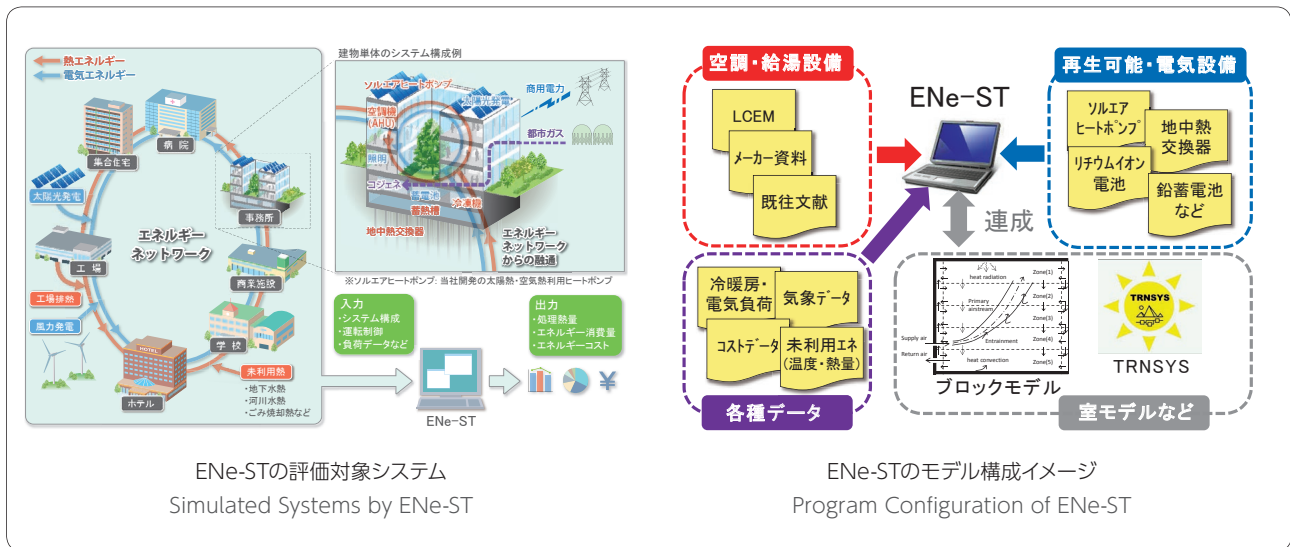 熱エネルギー
電気エネルギー
病院
集合住宅
太陽光発電
事務所
エネルギー
ネットワーク
工場
商業施設
工場排熱
風力発電
学校
HOTEL
ホテル
未利用熱
・地下水熱
・河川水熱
・ごみ焼却熱など
建物単体のシステム構成例
ソルエアヒートポンプ
太陽光発電
商用電力
空調機
(AHU)
都市ガス
照明
コジェネ
蓄電池
蓄熱槽
冷凍機
地中熱交換器
エネルギー
ネットワーク
からの融通
※ソルエアヒートポンプ: 当社開発の太陽熱・空気熱利用ヒートポンプ
入力
・システム構成
・運転制御
・負荷データなど
出力
・処理熱量
・エネルギー消費量
・エネルギーコスト
¥
ENe-ST
ENe-STの評価対象システム
Simulated Systems by ENe-ST
空調・給湯設備
LCEM
メーカー資料
既往文献
ENe-ST
再生可能・電気設備
ソルエア
ヒートポンプ
地中熱
交換器
リチウムイオン
電池
鉛蓄電池
など
連成
冷暖房・
電気負荷
気象データ
コストデータ
未利用エネ
(温度・熱量)
各種データ
heat radiation
Zone(1)
Zone(2)
Primary
airstream
Zone(3)
Supply air
Entrainment
Zone(4)
Return air
heat convection
Zone(5)
ブロックモデル
TRNSYS
TRNSYS
室モデルなど
ENe-STのモデル構成イメージ
Program Configuration of ENe-ST